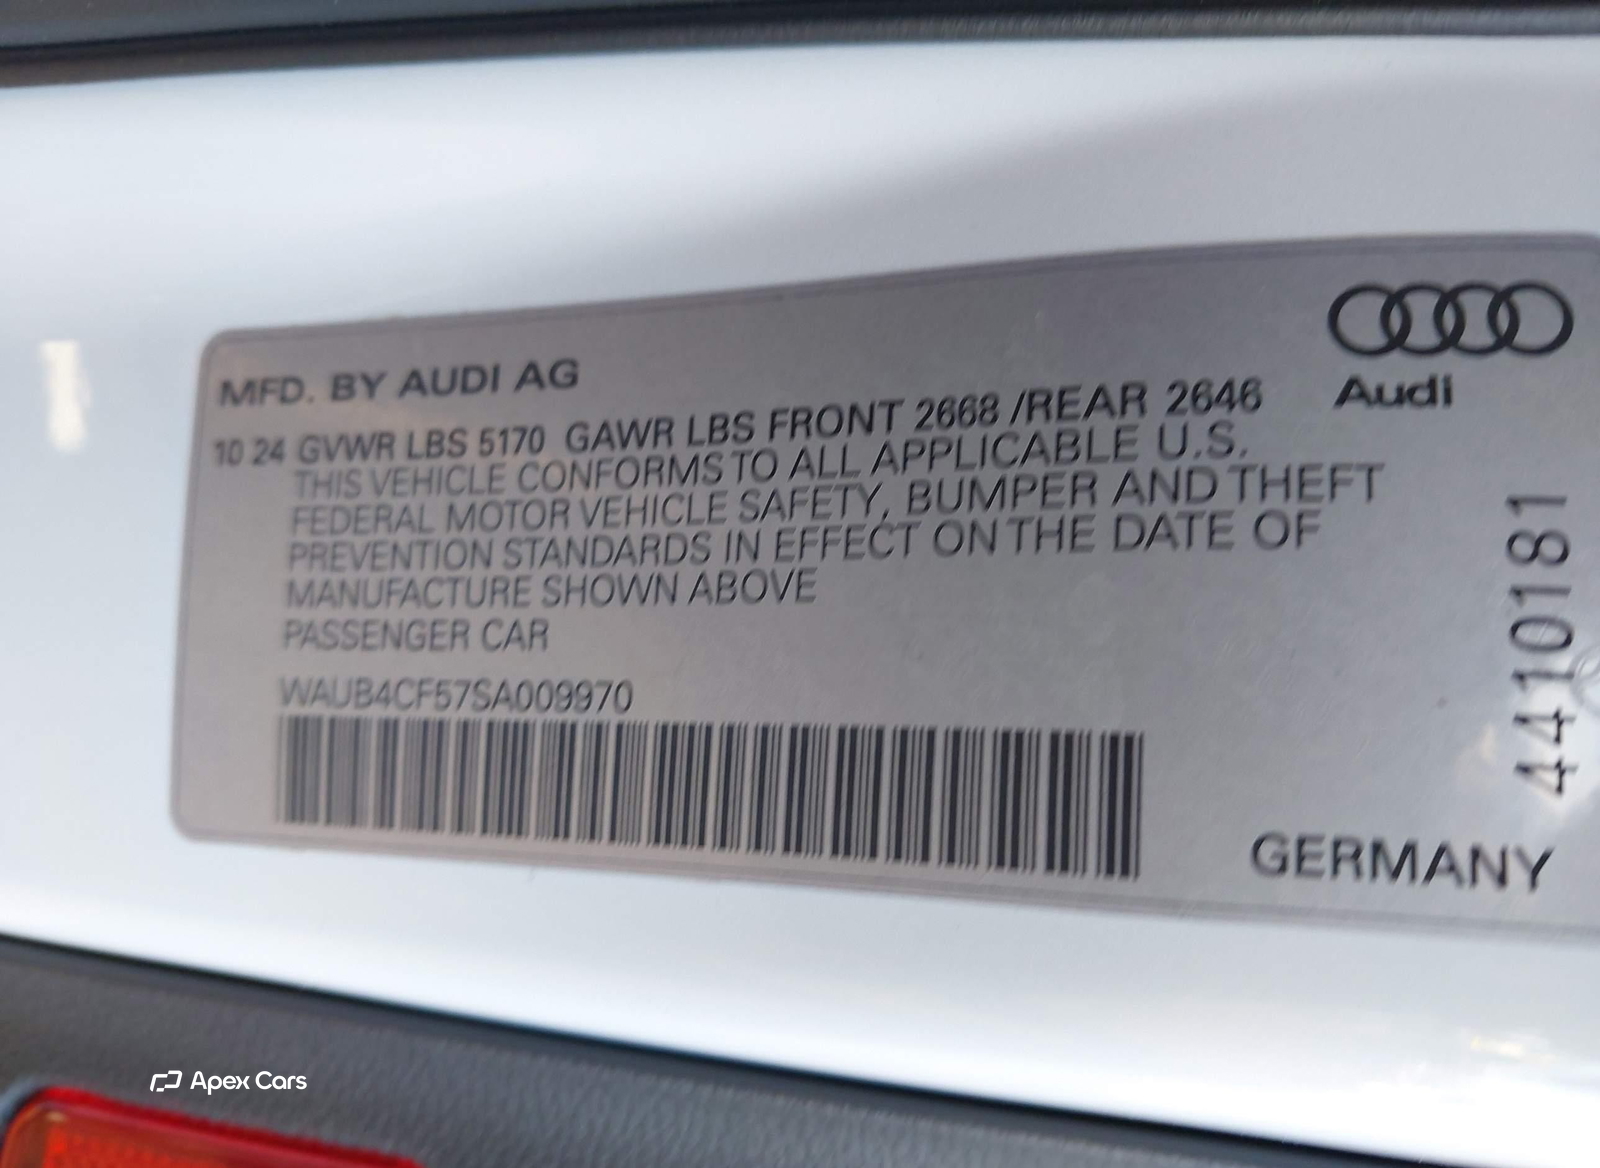 Audi
MFD. BY AUDI AG
10 24 GVWR LBS 5170 GAWR LBS FRONT 2668 /REAR 2646
THIS VEHICLE CONFORMS TO ALL APPLICABLE U.S.
FEDERAL MOTOR VEHICLE SAFETY, BUMPER AND THEFT
PREVENTION STANDARDS IN EFFECT ON THE DATE OF
MANUFACTURE SHOWN ABOVE
PASSENGER CAR
WAUB4CF57SA009970
4410181
GERMANY
Apex Cars